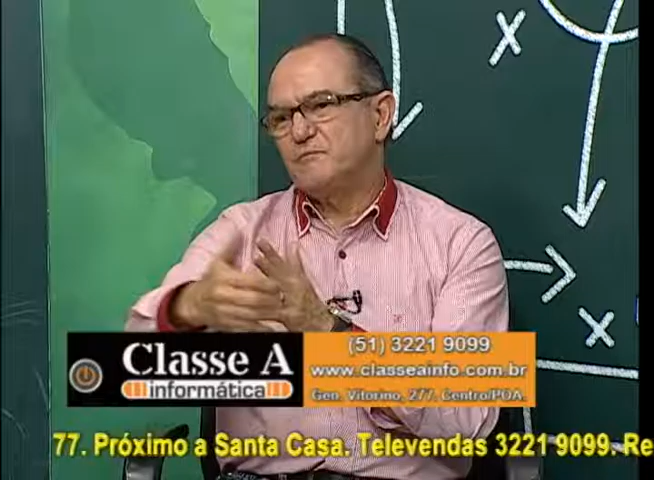 Classe A
informática
(51) 3221 9099
www.classeainfo.com.br
Gen. Vitorino, 277, Centro/POA.
77. Próximo a Santa Casa. Televendas 3221 9099. Re